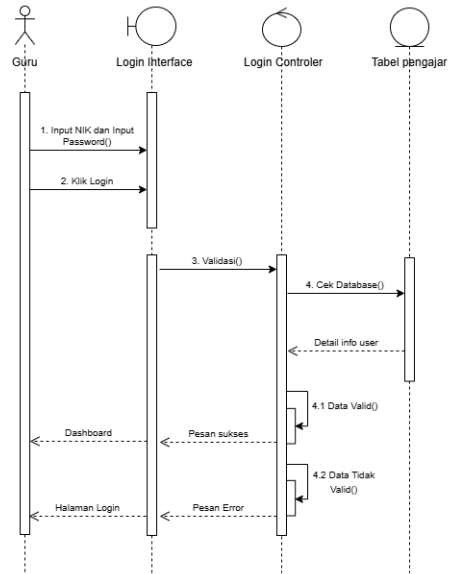 Guru
Login Interface
Login Controler
Tabel pengajar
1. Input NIK dan Input
Password()
2. Klik Login
3. Validasi()
4. Cek Database()
Detail info user
4.1 Data Valid()
Dashboard
Pesan sukses
4.2 Data Tidak
Valid()
Halaman Login
Pesan Error